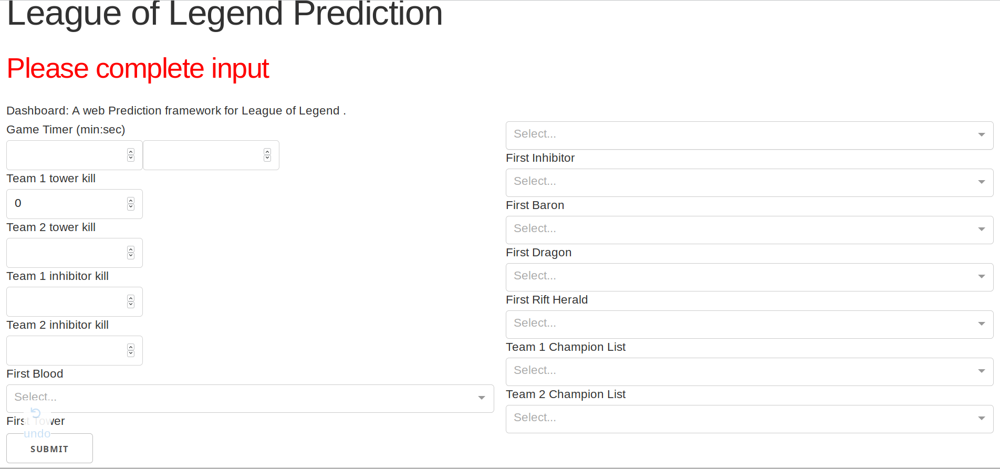 League of Legend Prediction
Please complete input
Dashboard: A web Prediction framework for League of Legend .
Game Timer (min:sec)
Team 1 tower kill
0
Team 2 tower kill
Team 1 inhibitor kill
Team 2 inhibitor kill
First Blood
Select...
First Tower
undo
SUBMIT
Select...
First Inhibitor
Select...
First Baron
Select...
First Dragon
Select...
First Rift Herald
Select...
Team 1 Champion List
Select...
Team 2 Champion List
Select...